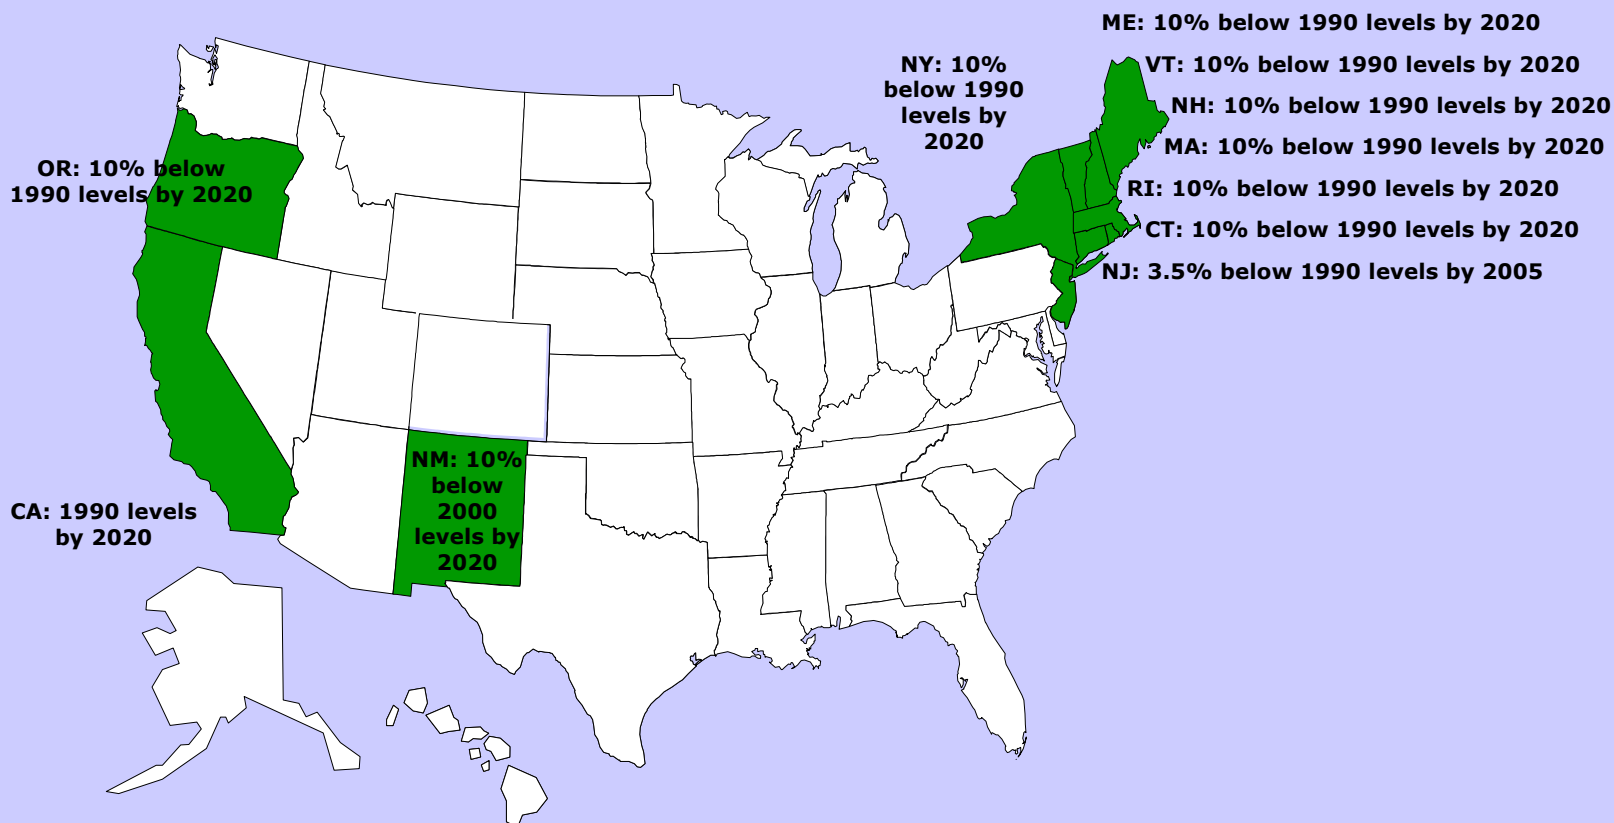 ME: 10% below 1990 levels by 2020
NY: 10%
below 1990
levels by
2020
VT: 10% below 1990 levels by 2020
NH: 10% below 1990 levels by 2020
MA: 10% below 1990 levels by 2020
OR: 10% below
1990 levels by 2020
RI: 10% below 1990 levels by 2020
CT: 10% below 1990 levels by 2020
NJ: 3.5% below 1990 levels by 2005
NM: 10%
below
2000
levels by
2020
CA: 1990 levels
by 2020